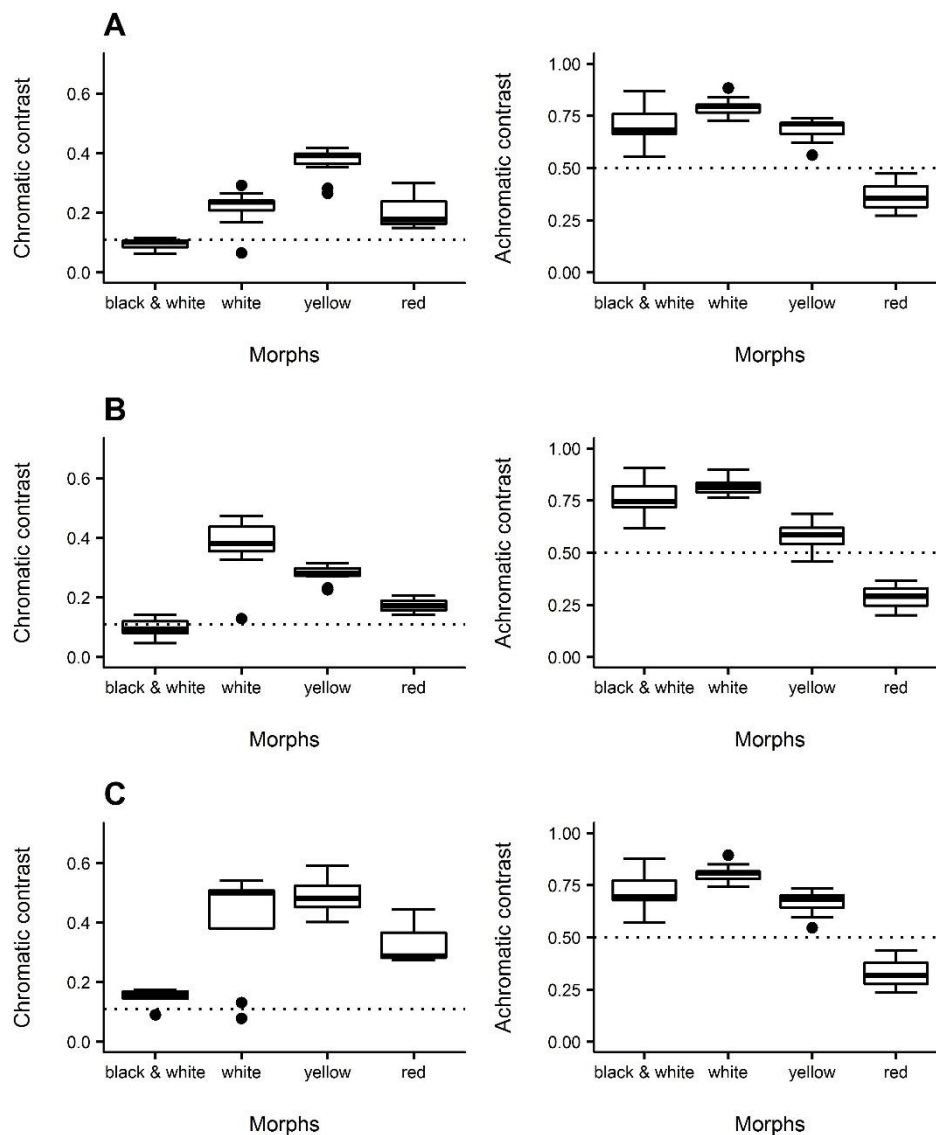 A
Chromatic contrast
0.6
0.4
0.2
0.0
black & white white yellow red
Morphs
Achromatic contrast
1.00
0.75
0.50
0.25
0.00
black & white white yellow red
Morphs
B
Chromatic contrast
0.6
0.4
0.2
0.0
black & white white yellow red
Morphs
Achromatic contrast
1.00
0.75
0.50
0.25
0.00
black & white white yellow red
Morphs
C
Chromatic contrast
0.6
0.4
0.2
0.0
black & white white yellow red
Morphs
Achromatic contrast
1.00
0.75
0.50
0.25
0.00
black & white white yellow red
Morphs